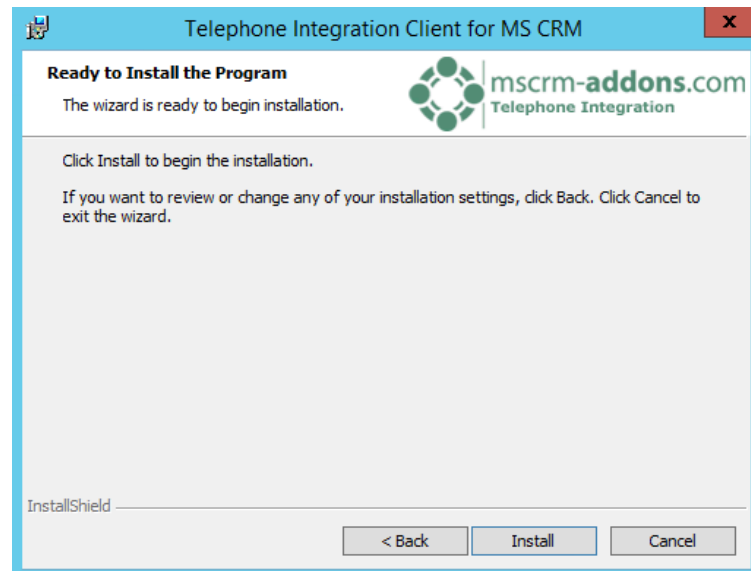 Telephone Integration Client for MS CRM
x
Ready to Install the Program
The wizard is ready to begin installation.
mscrm-addons.com
Telephone Integration
Click Install to begin the installation.
If you want to review or change any of your installation settings, click Back. Click Cancel to
exit the wizard.
InstallShield
< Back
Install
Cancel